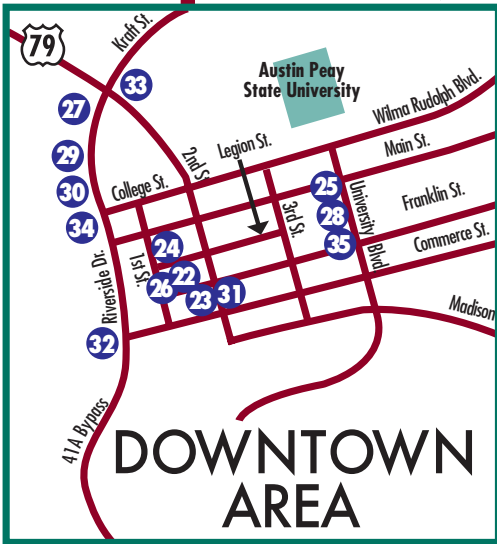 Kraft St.
79
33
27
Austin Peay
State University
Wilma Rudolph Blvd.
29
2nd St.
Legion St.
Main St.
30
College St.
25
University Blvd
Franklin St.
34
3rd St.
28
24
35
Commerce St.
Riverside Dr.
1st St.
22
26
23
31
Madison
32
41A Bypass
DOWNTOWN
AREA